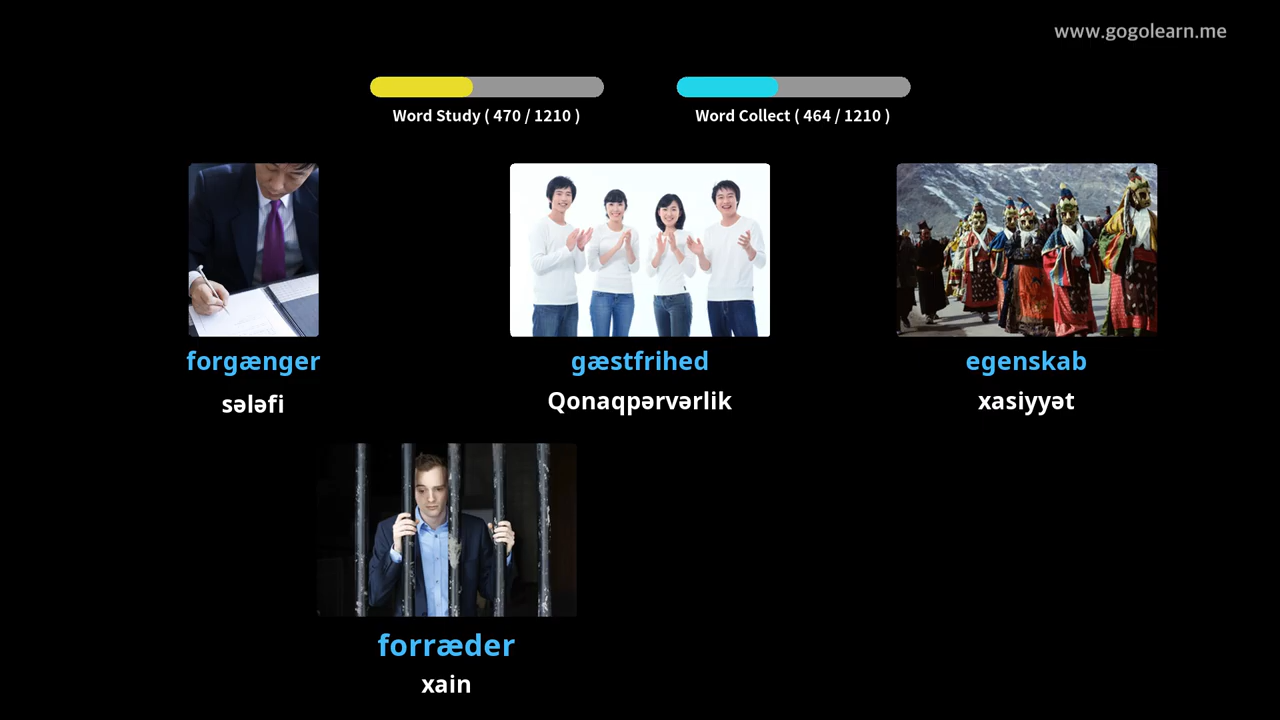 www.gogolearn.me
Word Study ( 470 / 1210 )
Word Collect ( 464 / 1210 )
forgænger
gæstfrihed
egenskab
sələfi
Qonaqpərvərlik
xasiyyət
forræder
xain